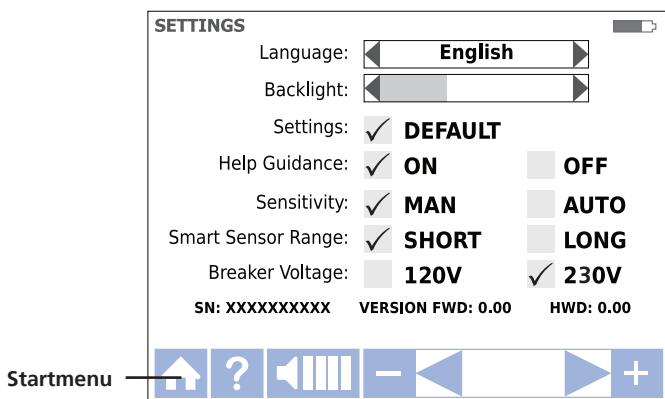 SETTINGS
Language: English
Backlight:
Settings: DEFAULT
Help Guidance: ON OFF
Sensitivity: MAN AUTO
Smart Sensor Range: SHORT LONG
Breaker Voltage: 120V 230V
SN: XXXXXXXXXX VERSION FWD: 0.00 HWD: 0.00
Startmenu ? - +